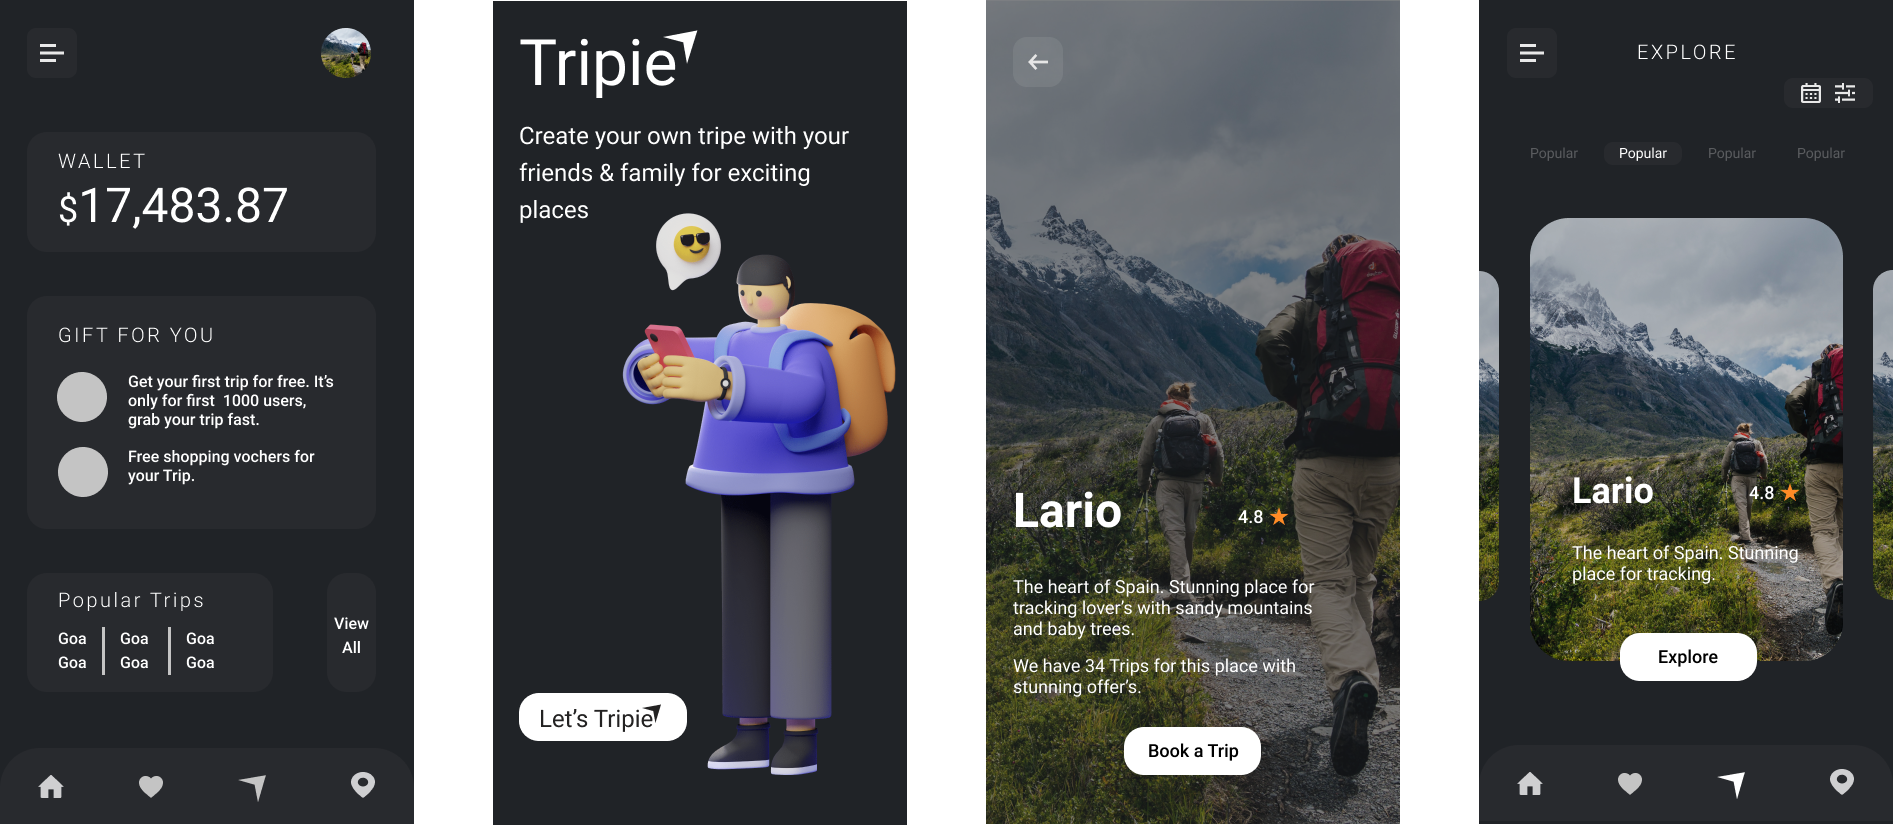 WALLET
$17,483.87
GIFT FOR YOU
Get your first trip for free. It's
only for first 1000 users,
grab your trip fast.
Free shopping vochers for
your Trip.
Popular Trips
Goa Goa Goa
Goa Goa Goa
View
All
Tripie
Create your own tripe with your
friends & family for exciting
places
Let's Tripie
Lario
4.8
The heart of Spain. Stunning place for
tracking lover's with sandy mountains
and baby trees.
We have 34 Trips for this place with
stunning offer's.
Book a Trip
EXPLORE
Popular Popular Popular Popular
Lario
4.8
The heart of Spain. Stunning
place for tracking.
Explore